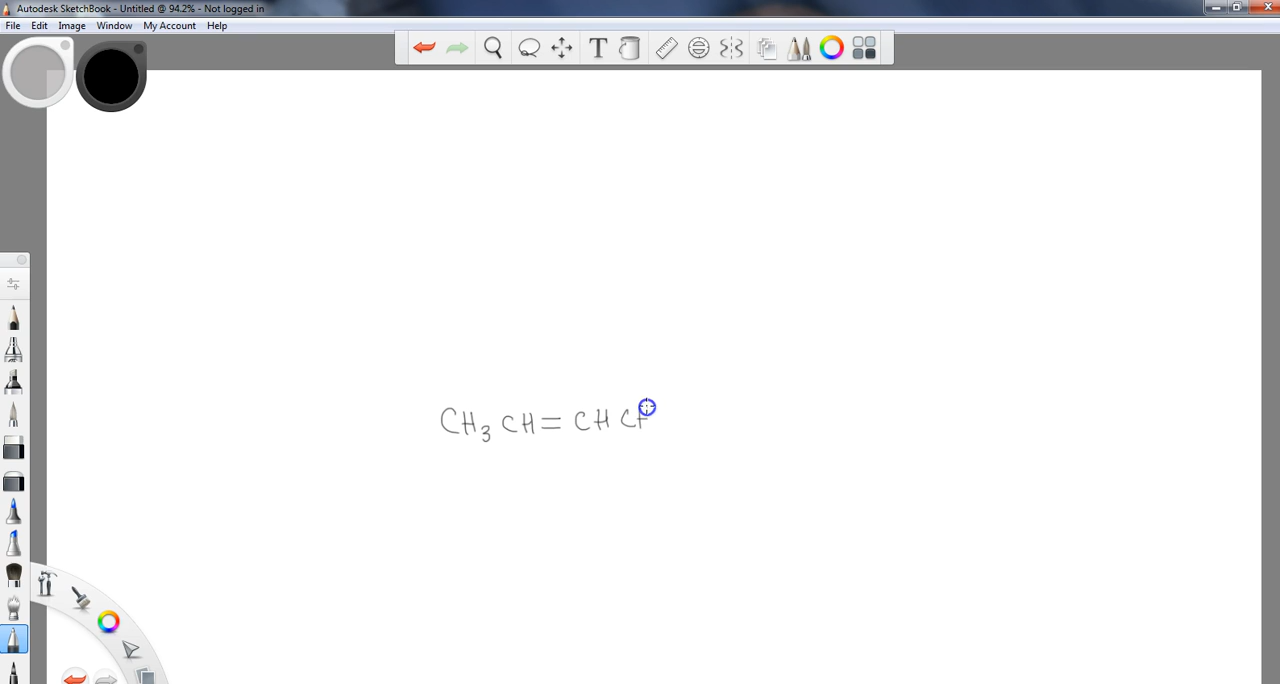 Autodesk SketchBook - Untitled @ 94.2% - Not logged in
File Edit Image Window My Account Help
T
CH3 CH = CH C